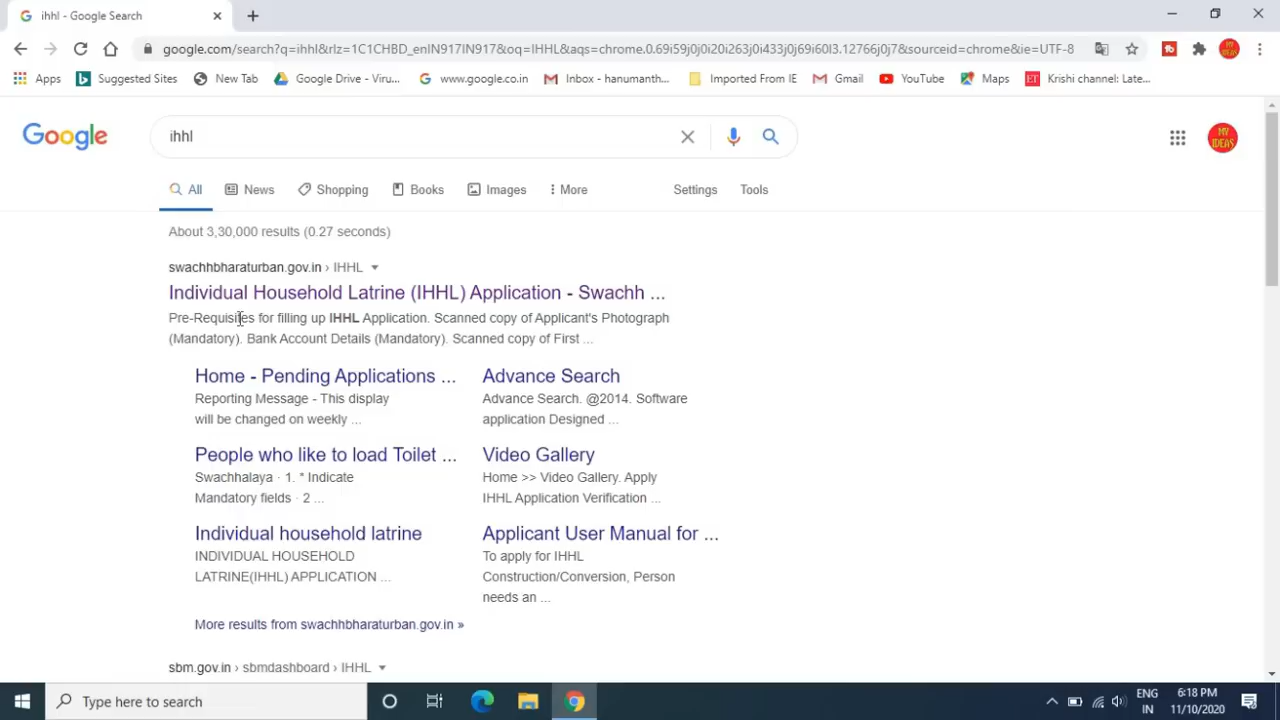 ihhl - Google Search
google.com/search?q=ihhl&rlz=1C1CHBD_enIN917IN917&oq=IHHL&aqs=chrome.0.69i59j0j0i20i263j0i433j0j69i60l3.12766j0j7&sourceid=chrome&ie=UTF-8
Apps Suggested Sites New Tab Google Drive - Viru... www.google.co.in Inbox - hanumanth... Imported From IE Gmail YouTube Maps ET Krishi channel: Late...
Google ihhl MY IDEAS
All News Shopping Books Images More Settings Tools
About 3,30,000 results (0.27 seconds)
swachhbharaturban.gov.in › IHHL
Individual Household Latrine (IHHL) Application - Swachh ...
Pre-Requisites for filling up IHHL Application. Scanned copy of Applicant's Photograph
(Mandatory). Bank Account Details (Mandatory). Scanned copy of First ...
Home - Pending Applications ...
Reporting Message - This display
will be changed on weekly ...
Advance Search
Advance Search. @2014. Software
application Designed ...
People who like to load Toilet ...
Swachhalaya · 1. * Indicate
Mandatory fields · 2 ...
Video Gallery
Home >> Video Gallery. Apply
IHHL Application Verification ...
Individual household latrine
INDIVIDUAL HOUSEHOLD
LATRINE(IHHL) APPLICATION ...
Applicant User Manual for ...
To apply for IHHL
Construction/Conversion, Person
needs an ...
More results from swachhbharaturban.gov.in »
sbm.gov.in › sbmdashboard › IHHL
Type here to search
ENG
IN
6:18 PM
11/10/2020